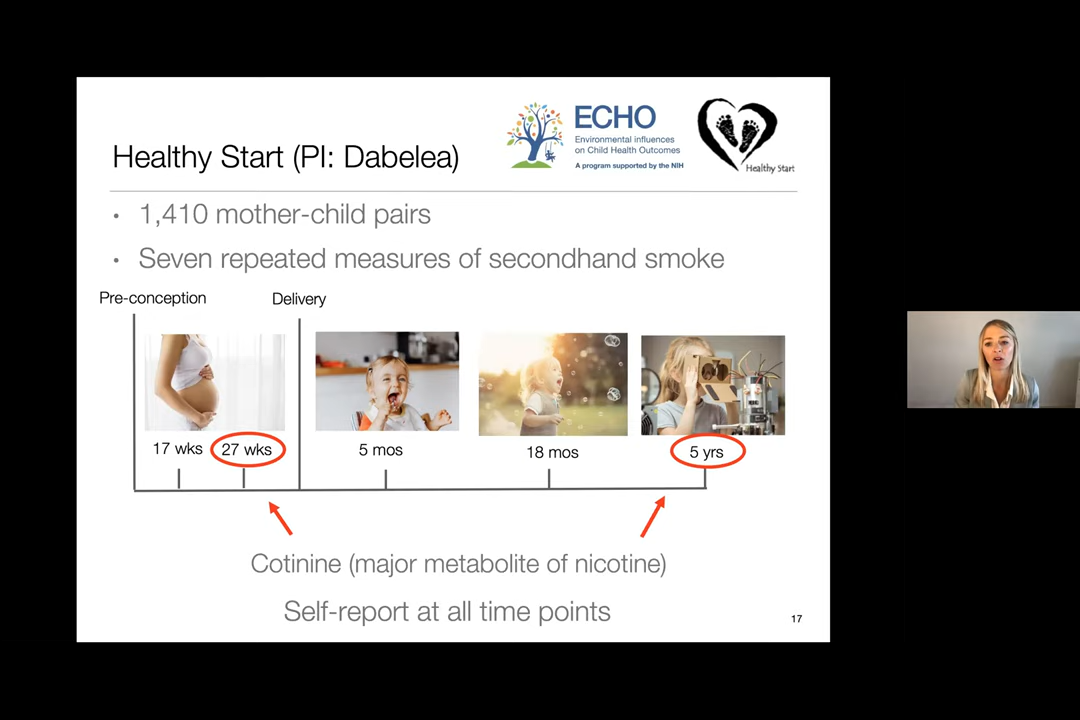 ECHO
Environmental influences
on Child Health Outcomes
A program supported by the NIH
Healthy Start
Healthy Start (PI: Dabelea)
• 1,410 mother-child pairs
• Seven repeated measures of secondhand smoke
Pre-conception
Delivery
17 wks
27 wks
5 mos
18 mos
5 yrs
Cotinine (major metabolite of nicotine)
Self-report at all time points
17